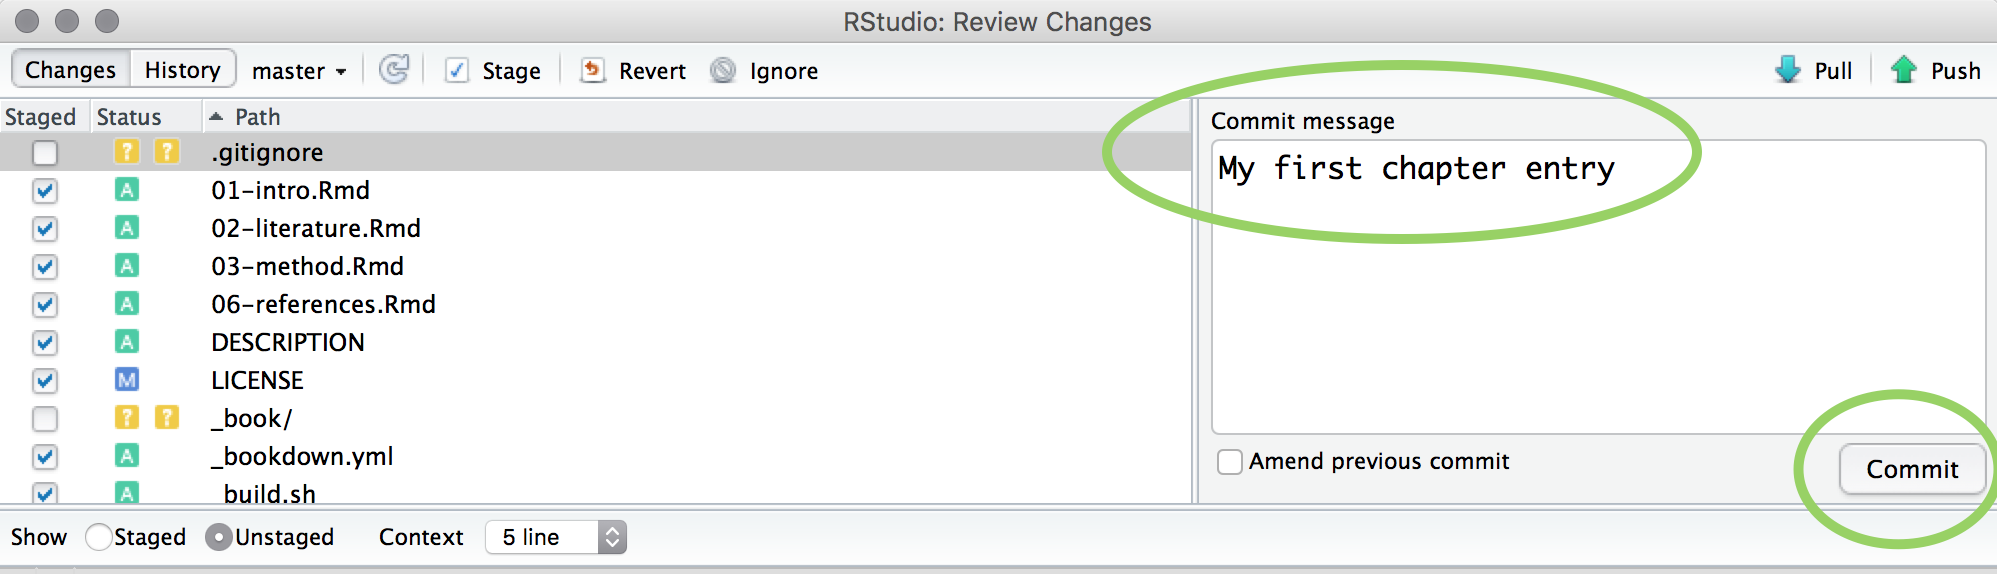 RStudio: Review Changes
Changes History master Stage Revert Ignore Pull Push
Staged Status Path
? ? .gitignore
A 01-intro.Rmd
A 02-literature.Rmd
A 03-method.Rmd
A 06-references.Rmd
A DESCRIPTION
M LICENSE
? ? _book/
A _bookdown.yml
A _build.sh
Commit message
My first chapter entry
Amend previous commit Commit
Show Staged Unstaged Context 5 line